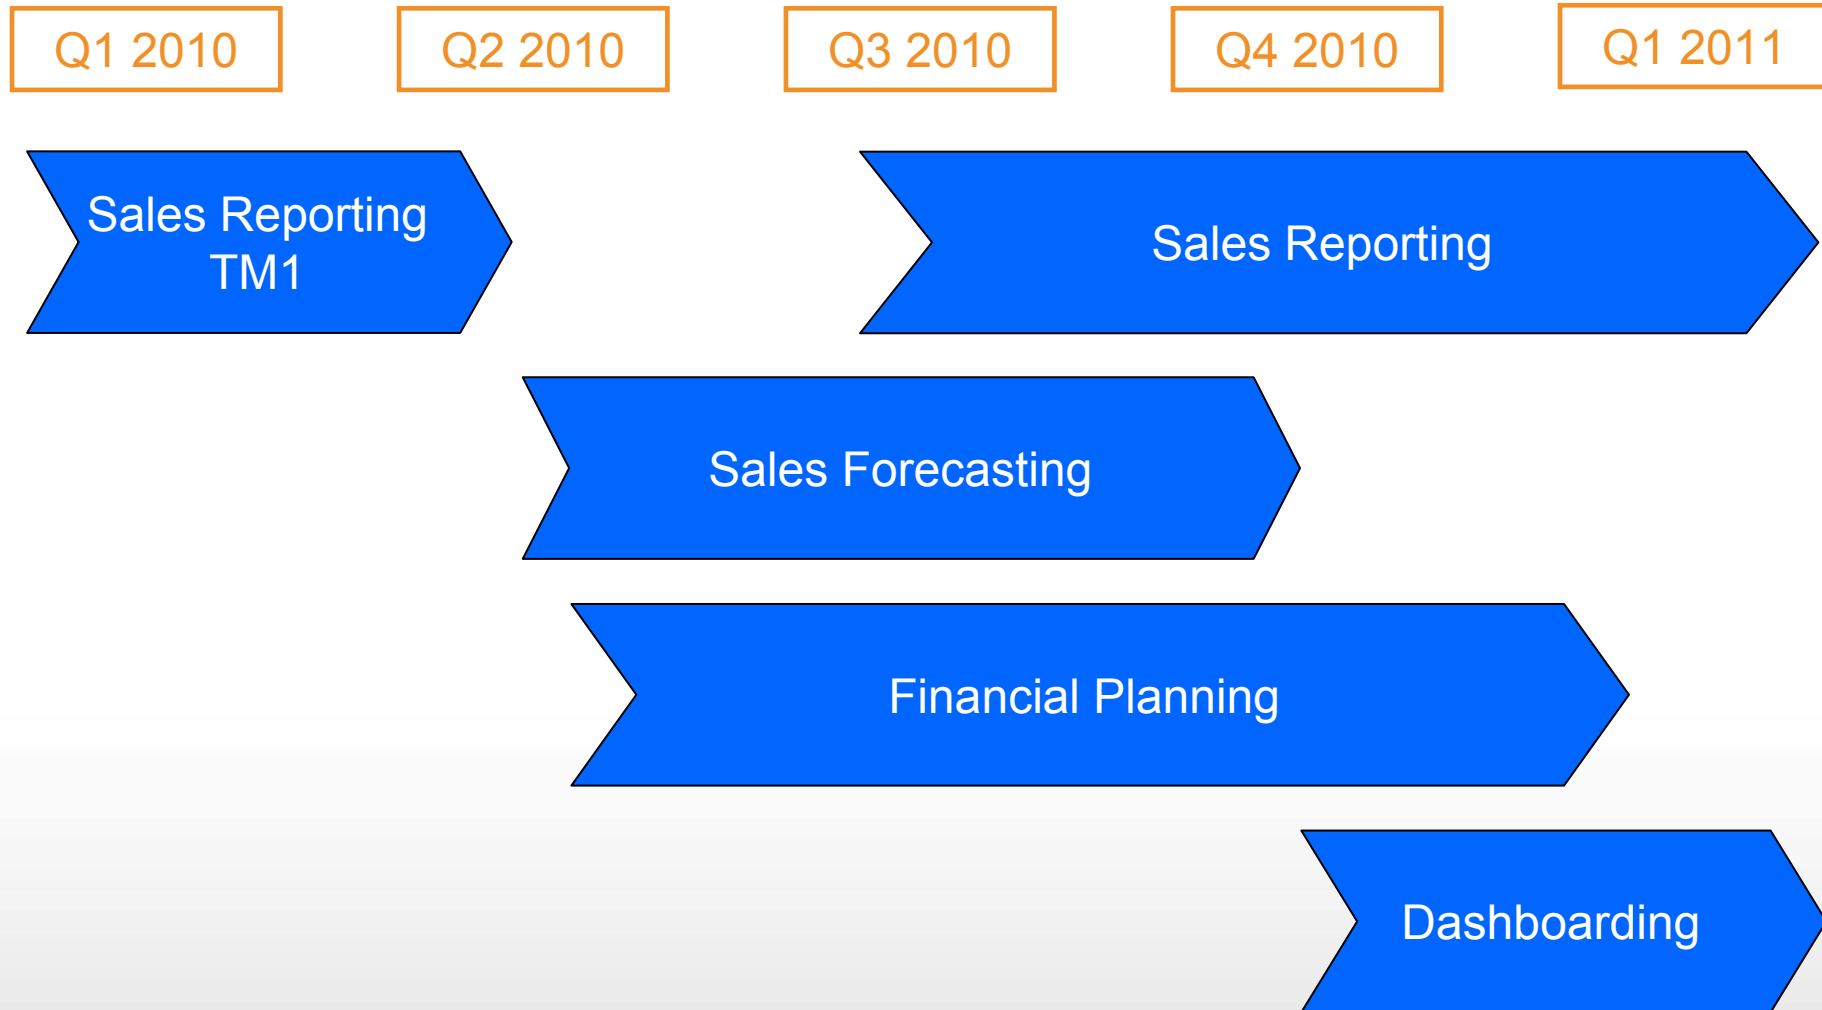 Q1 2010
Q2 2010
Q3 2010
Q4 2010
Q1 2011
Sales Reporting
TM1
Sales Reporting
Sales Forecasting
Financial Planning
Dashboarding